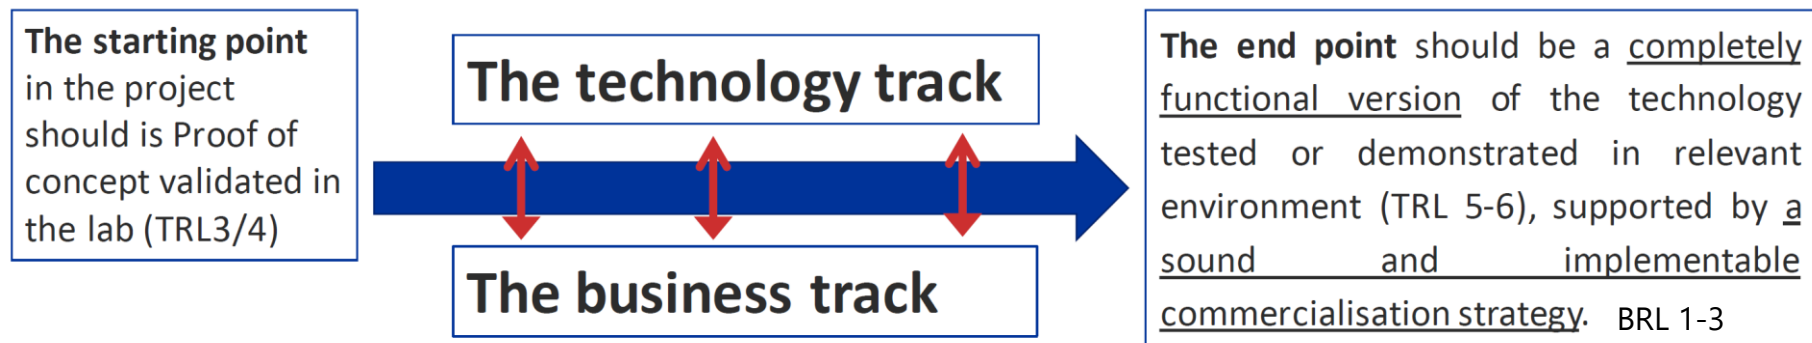 The starting point
in the project
should is Proof of
concept validated in
the lab (TRL3/4)
The technology track
The business track
The end point should be a completely
functional version of the technology
tested or demonstrated in relevant
environment (TRL 5-6), supported by a
sound and implementable
commercialisation strategy. BRL 1-3